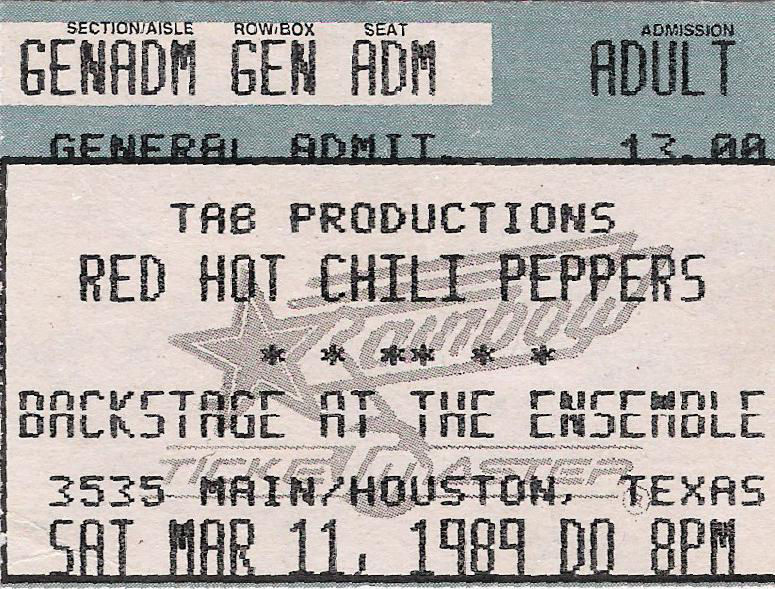 SECTION/AISLE ROW/BOX SEAT ADMISSION
GENADM GEN ADM ADULT
GENERAL ADMIT. 13.00
TAB PRODUCTIONS
RED HOT CHILI PEPPERS
Rainbow
* * ** * *
BACKSTAGE AT THE ENSEMBLE
TICKETMASTER
3535 MAIN/HOUSTON, TEXAS
SAT MAR 11, 1989 DO 8PM